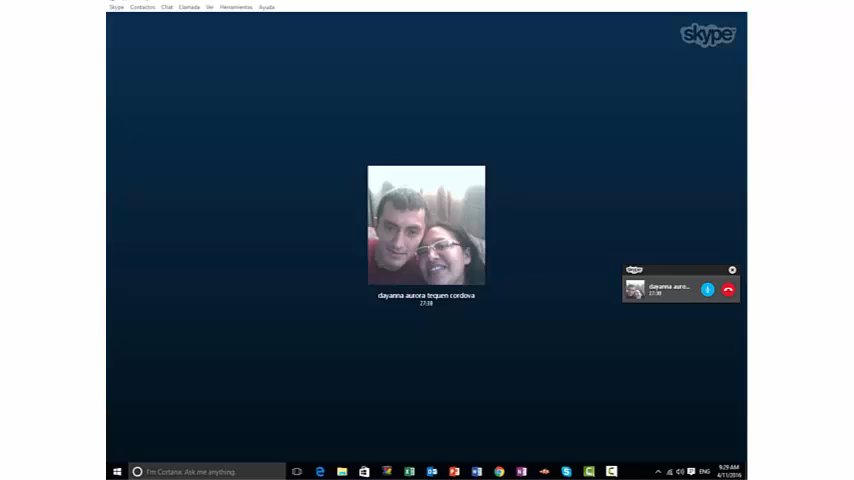 Skype Contactos Chat Llamada Ver Herramientas Ayuda
skype
dayanna aurora tequen cordova
27:38
skype
dayanna auro...
27:38
I'm Cortana. Ask me anything.
ENG
9:29 AM
4/11/2016